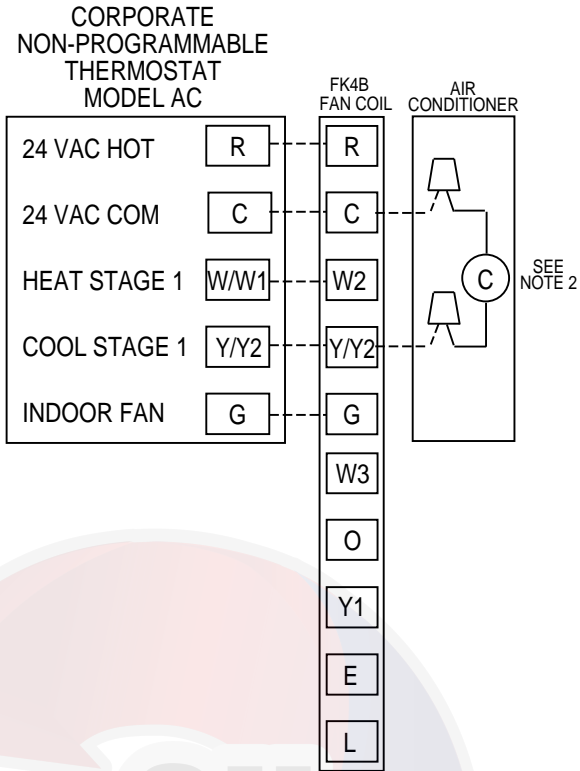 CORPORATE
NON-PROGRAMMABLE
THERMOSTAT
MODEL AC
FK4B
FAN COIL
AIR
CONDITIONER
24 VAC HOT R R
24 VAC COM C C
HEAT STAGE 1 W/W1 W2
C SEE
NOTE 2
COOL STAGE 1 Y/Y2 Y/Y2
INDOOR FAN G G
W3
O
Y1
E
L